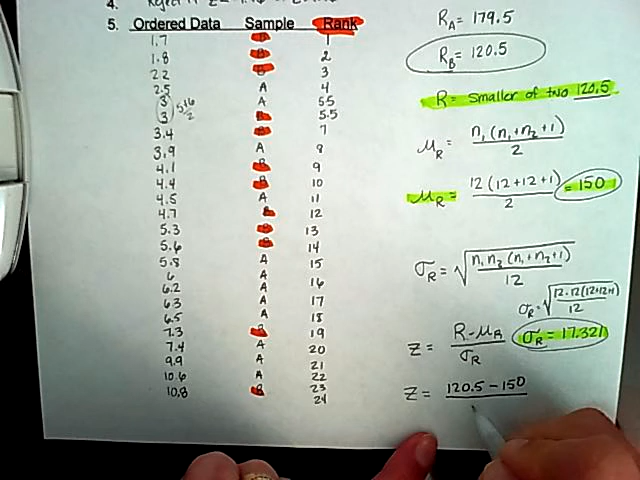 4.
5. Ordered Data Sample Rank
1.7 B 1
1.8 B 2
2.2 B 3
2.5 A 4
3 A 5.5
3 B 5.5
5+6
2
3.4 B 7
3.9 A 8
4.1 B 9
4.4 B 10
4.5 A 11
4.7 B 12
5.3 B 13
5.6 B 14
5.8 A 15
6 A 16
6.2 A 17
6.3 A 18
6.5 A 19
7.3 B 20
7.4 A 21
9.9 A 22
10.6 A 23
10.8 B 24
R_A = 179.5
R_B = 120.5
R = Smaller of two 120.5
μ_R = n₁(n₁+n₂+1)
2
μ_R = 12(12+12+1) = 150
2
σ_R = √n₁n₂(n₁+n₂+1)
12
σ_R = √12·12(12+12+1)
12
Z = R-μ_R
σ_R
σ_R = 17.321
Z = 120.5-150